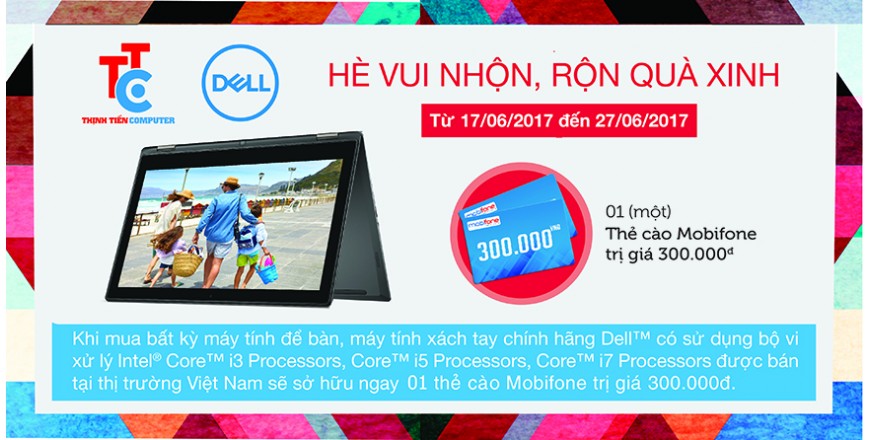 TTC
THỊNH TIẾN COMPUTER
DELL
HÈ VUI NHỘN, RỘN QUÀ XINH
Từ 17/06/2017 đến 27/06/2017
mobifone
mobifone
300.000 VNĐ
01 (một)
Thẻ cào Mobifone
trị giá 300.000đ
Khi mua bất kỳ máy tính để bàn, máy tính xách tay chính hãng Dell™ có sử dụng bộ vi
xử lý Intel® Core™ i3 Processors, Core™ i5 Processors, Core™ i7 Processors được bán
tại thị trường Việt Nam sẽ sở hữu ngay 01 thẻ cào Mobifone trị giá 300.000đ.